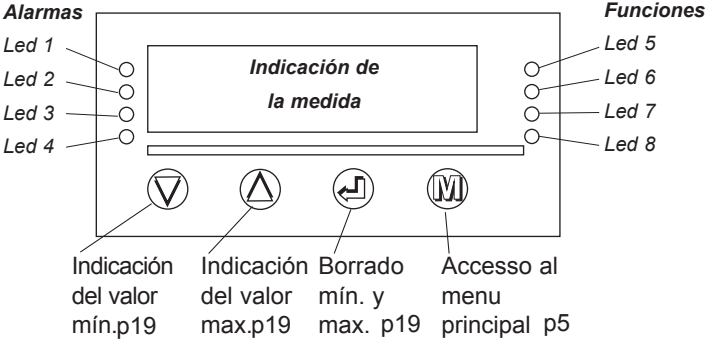 Alarmas
Funciones
Led 1
Led 2
Led 3
Led 4
Indicación de
la medida
Led 5
Led 6
Led 7
Led 8
M
Indicación
del valor
mín.p19
Indicación
del valor
max.p19
Borrado
mín. y
max. p19
Accesso al
menu
principal p5